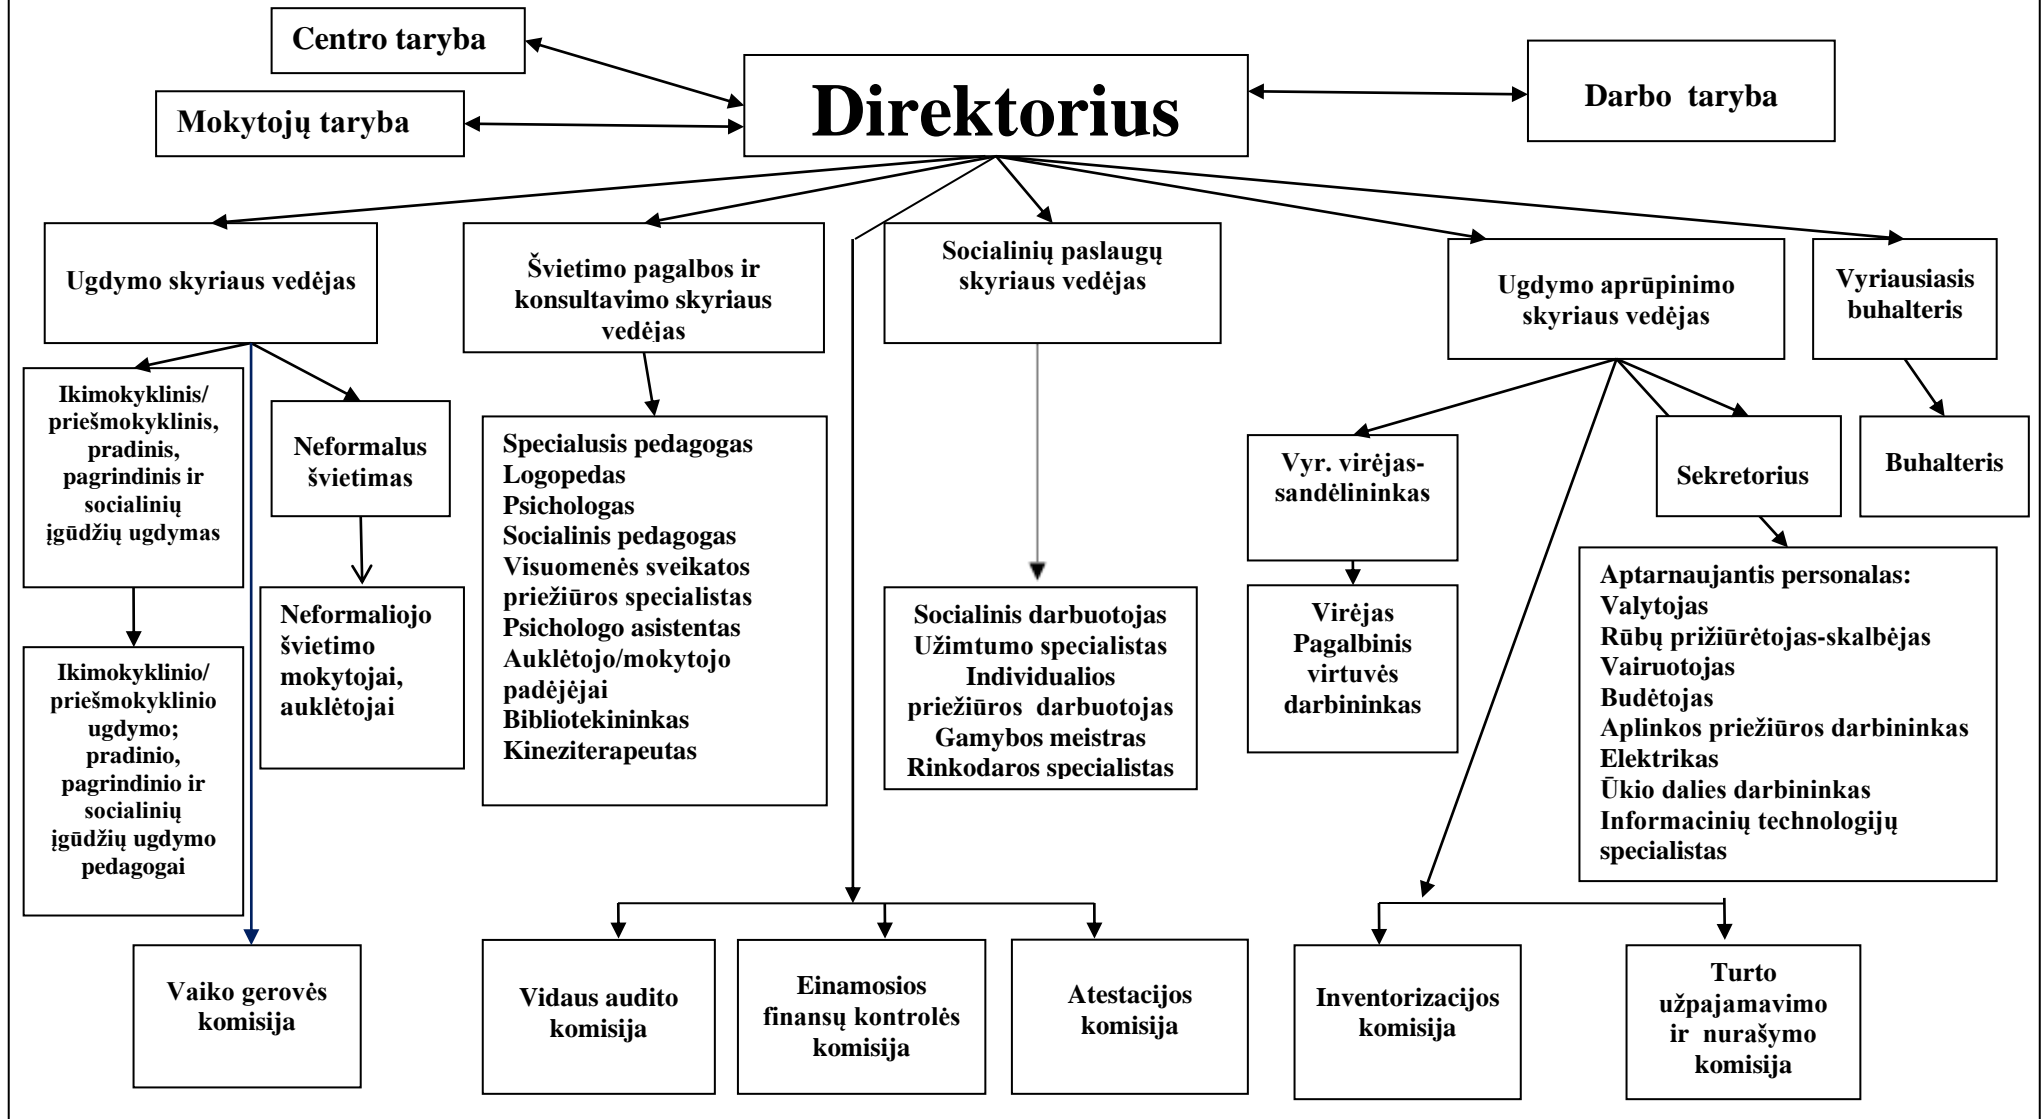 Centro taryba
Mokytojų taryba
Direktorius
Darbo taryba
Ugdymo skyriaus vedėjas
Švietimo pagalbos ir
konsultavimo skyriaus
vedėjas
Socialinių paslaugų
skyriaus vedėjas
Ugdymo aprūpinimo
skyriaus vedėjas
Vyriausiasis
buhalteris
Ikimokyklinis/
priešmokyklinis,
pradinis,
pagrindinis ir
socialinių
įgūdžių ugdymas
Neformalus
švietimas
Specialusis pedagogas
Logopedas
Psichologas
Socialinis pedagogas
Visuomenės sveikatos
priežiūros specialistas
Psichologo asistentas
Auklėtojo/mokytojo
padėjėjai
Bibliotekininkas
Kineziterapeutas
Vyr. virėjas-
sandėlininkas
Sekretorius
Buhalteris
Ikimokyklinio/
priešmokyklinio
ugdymo;
pradinio,
pagrindinio ir
socialinių
įgūdžių ugdymo
pedagogai
Neformaliojo
švietimo
mokytojai,
auklėtojai
Socialinis darbuotojas
Užimtumo specialistas
Individualios
priežiūros darbuotojas
Gamybos meistras
Rinkodaros specialistas
Virėjas
Pagalbinis
virtuvės
darbininkas
Aptarnaujantis personalas:
Valytojas
Rūbų prižiūrėtojas-skalbėjas
Vairuotojas
Budėtojas
Aplinkos priežiūros darbininkas
Elektrikas
Ūkio dalies darbininkas
Informacinių technologijų
specialistas
Vaiko gerovės
komisija
Vidaus audito
komisija
Einamosios
finansų kontrolės
komisija
Atestacijos
komisija
Inventorizacijos
komisija
Turto
užpajamavimo
ir nurašymo
komisija